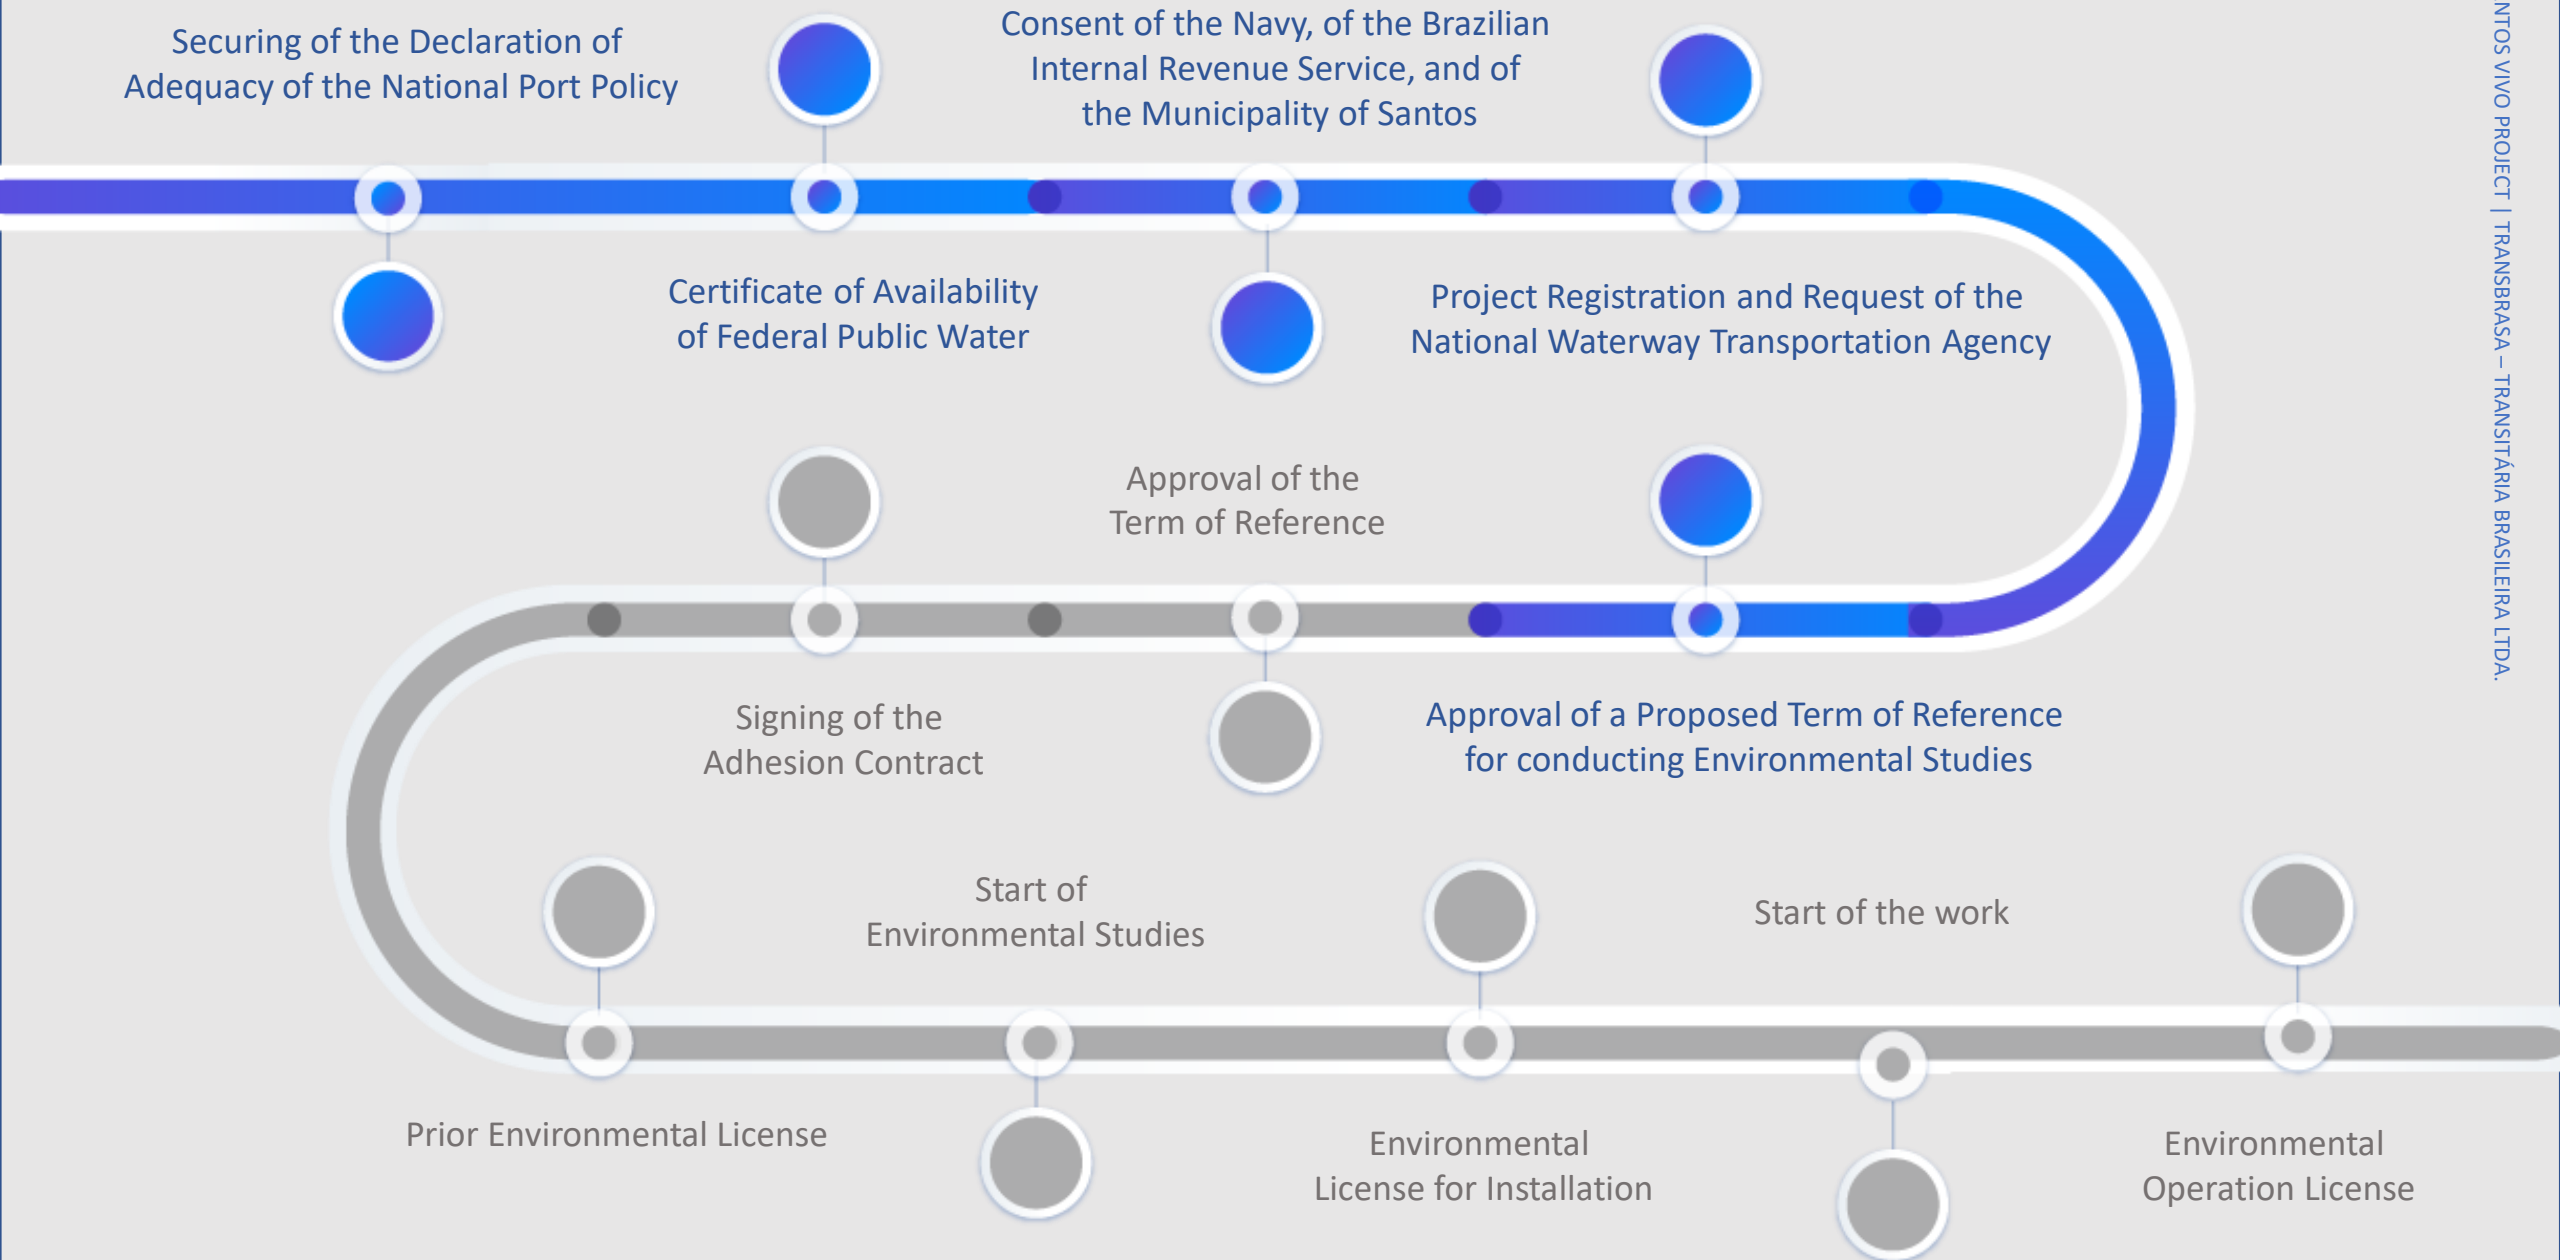 Securing of the Declaration of
Adequacy of the National Port Policy
Consent of the Navy, of the Brazilian
Internal Revenue Service, and of
the Municipality of Santos
Certificate of Availability
of Federal Public Water
Project Registration and Request of the
National Waterway Transportation Agency
Approval of the
Term of Reference
Signing of the
Adhesion Contract
Approval of a Proposed Term of Reference
for conducting Environmental Studies
Start of
Environmental Studies
Start of the work
Prior Environmental License
Environmental
License for Installation
Environmental
Operation License
NTOS VIVO PROJECT | TRANSBRASA – TRANSITÁRIA BRASILEIRA LTDA.